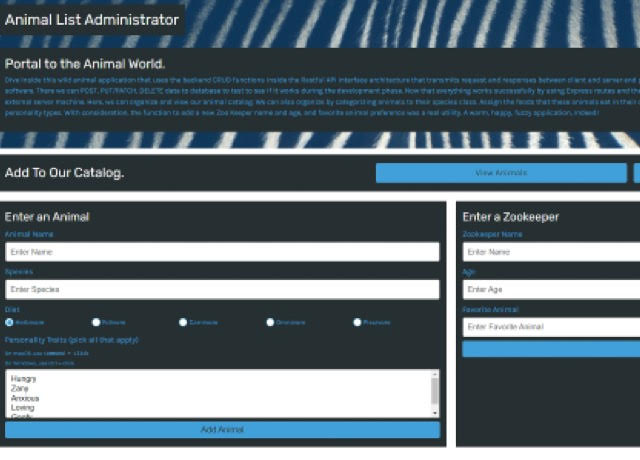 Animal List Administrator
Portal to the Animal World.
Dive inside this wild animal application that uses the backend CRUD functions inside the Restful API interface architecture that transmits request and responses between client and server end
software. There we can POST, PUT/PATCH, DELETE data to database to test to see if it works during the development phase. Now that everything works successfully by using Express routes and the
external server machine. Here, we can organize and view our animal catalog. We can also organize by categorizing animals to their species class. Assign the foods that these animals eat in their
personality types. With consideration, the function to add a new Zoo Keeper name and age, and favorite animal preference was a real utility. A warm, happy, fuzzy application, indeed!
Add To Our Catalog.
View Animals
Enter an Animal
Animal Name
Enter Name
Species
Enter Species
Diet
Herbivore
Carnivore
Omnivore
Personality Traits (pick all that apply)
Hungry
Zany
Anxious
Loving
Goofy
Add Animal
Enter a Zookeeper
Zookeeper Name
Enter Name
Age
Enter Age
Favorite Animal
Enter Favorite Animal